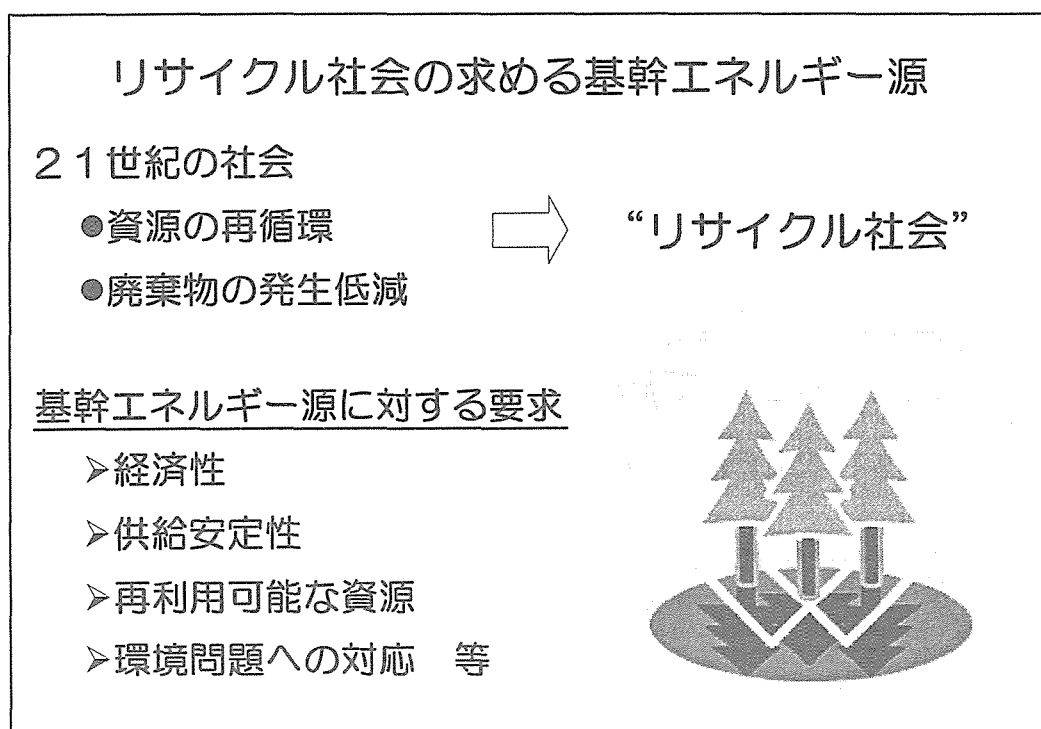 リサイクル社会の求める基幹エネルギー源
２１世紀の社会
●資源の再循環
“リサイクル社会”
●廃棄物の発生低減
基幹エネルギー源に対する要求
➢経済性
➢供給安定性
➢再利用可能な資源
➢環境問題への対応　等